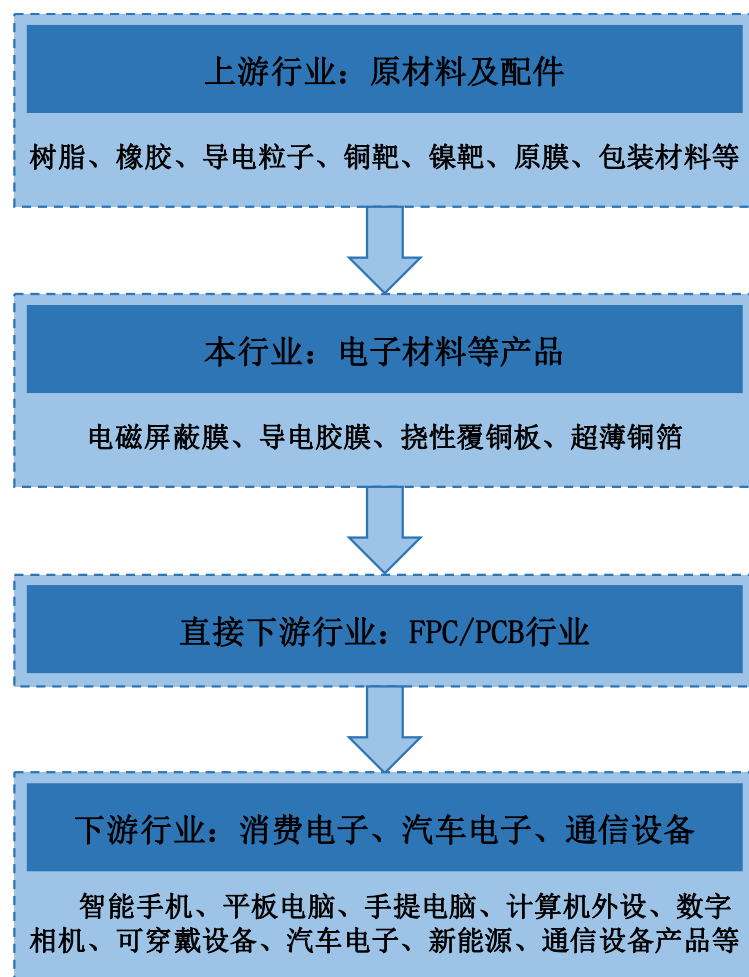 上游行业：原材料及配件
树脂、橡胶、导电粒子、铜靶、镍靶、原膜、包装材料等
本行业：电子材料等产品
电磁屏蔽膜、导电胶膜、挠性覆铜板、超薄铜箔
直接下游行业：FPC/PCB行业
下游行业：消费电子、汽车电子、通信设备
智能手机、平板电脑、手提电脑、计算机外设、数字
相机、可穿戴设备、汽车电子、新能源、通信设备产品等